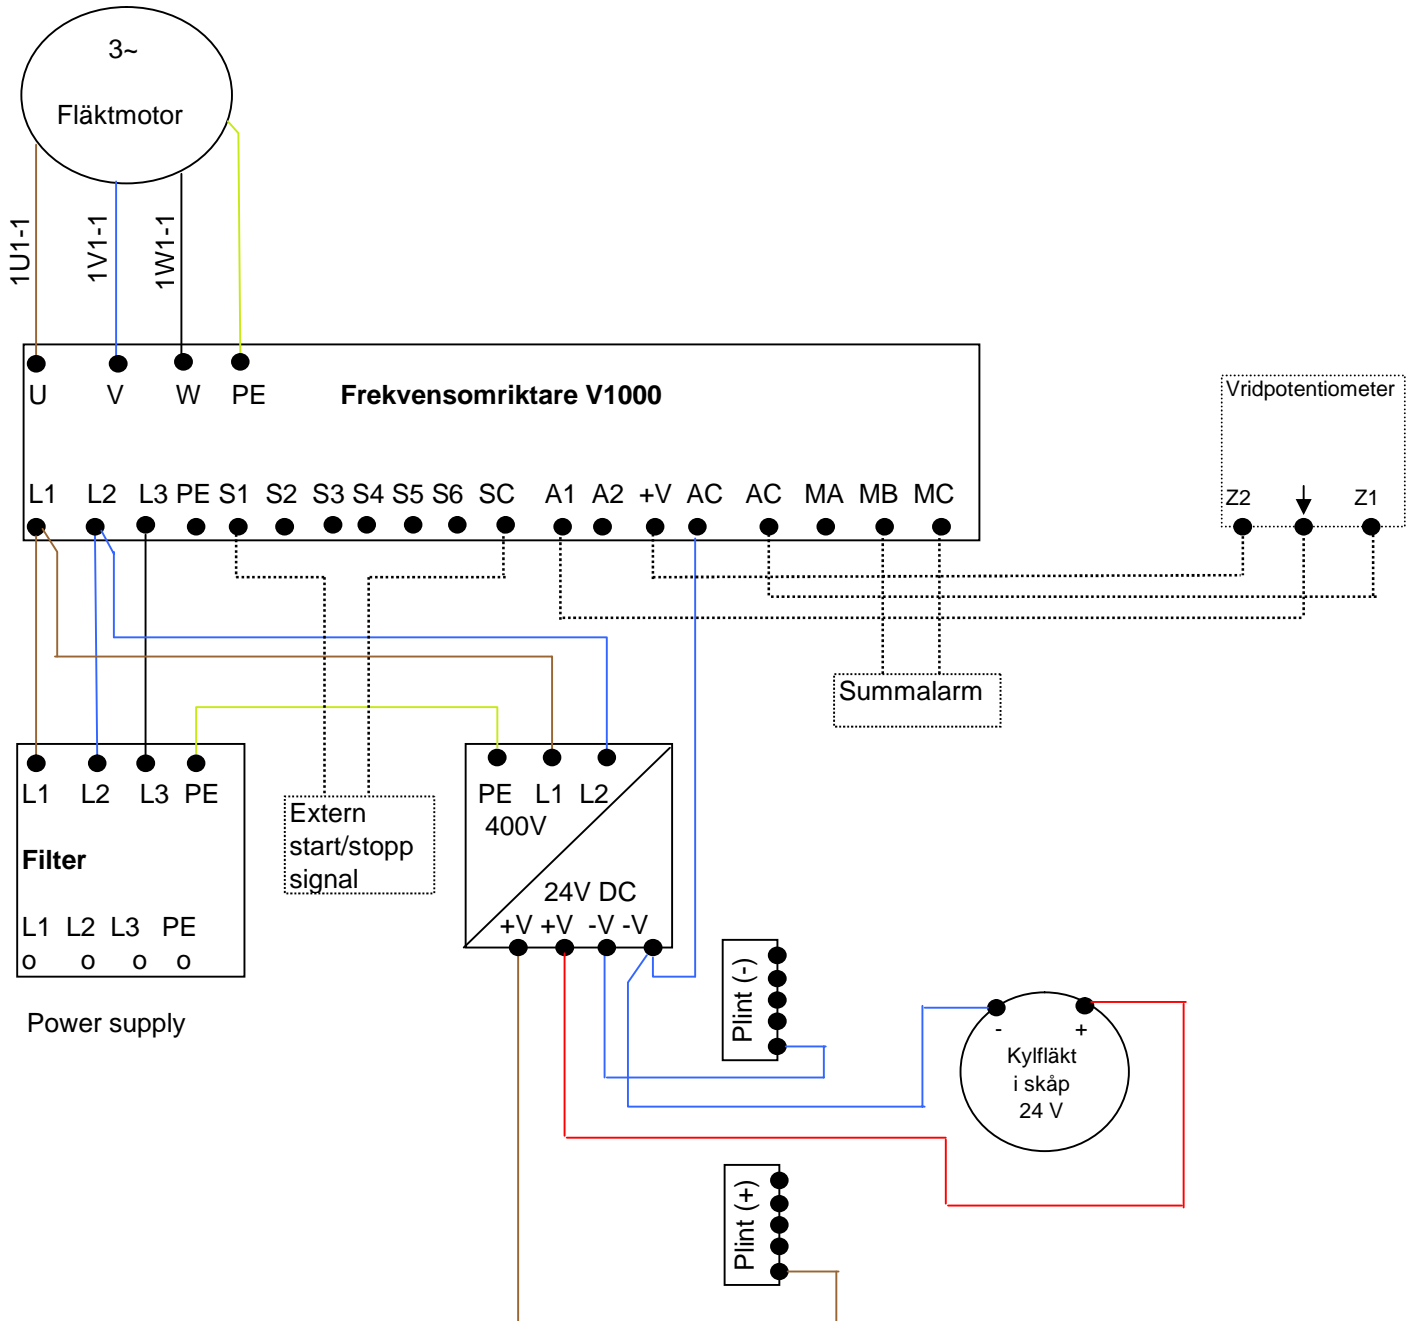 3~
Fläktmotor
1U1-1
1V1-1
1W1-1
U V W PE
Frekvensomriktare V1000
L1 L2 L3 PE S1 S2 S3 S4 S5 S6 SC A1 A2 +V AC AC MA MB MC
Vridpotentiometer
Z2 Z1
Summalarm
L1 L2 L3 PE
Filter
L1 L2 L3 PE
o o o o
Power supply
Extern
start/stopp
signal
PE L1 L2
400V
24V DC
+V +V -V -V
Plint (-)
- +
Kylfläkt
i skåp
24 V
Plint (+)